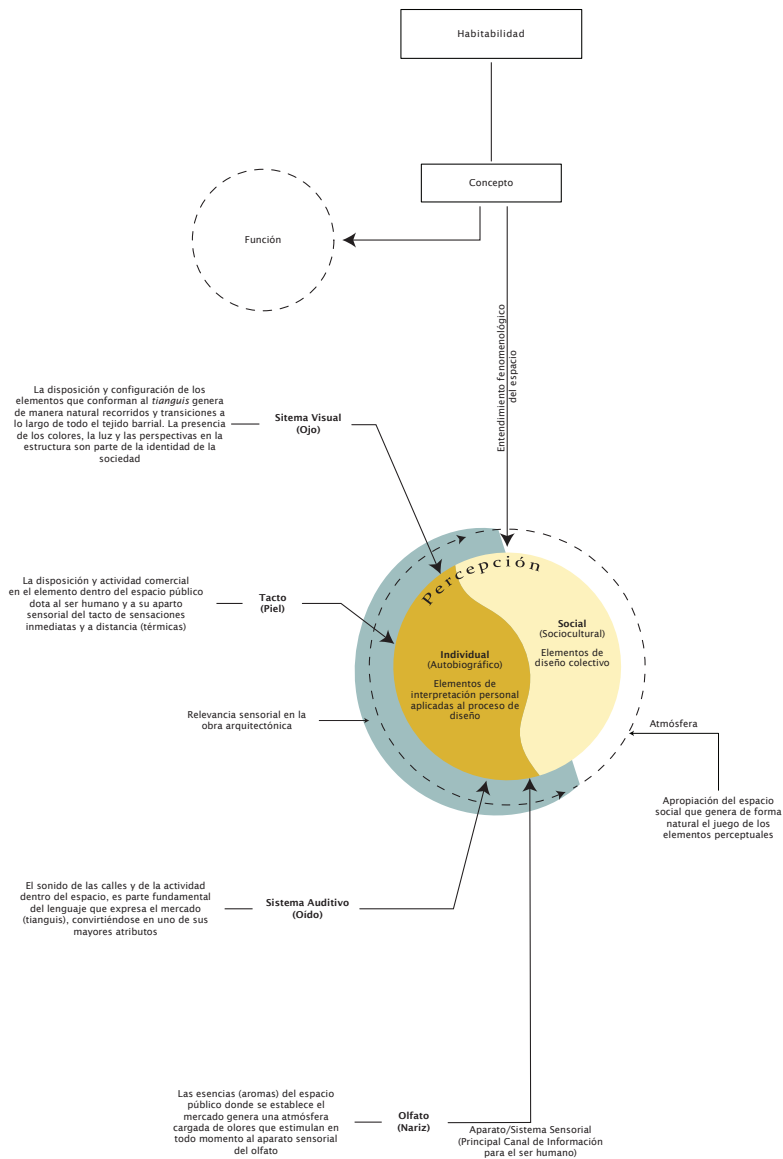 Habitabilidad
Concepto
Función
Entendimiento fenomenológico
del espacio
La disposición y configuración de los
elementos que conforman al tianguis genera
de manera natural recorridos y transiciones a
lo largo de todo el tejido barrial. La presencia
de los colores, la luz y las perspectivas en la
estructura son parte de la identidad de la
sociedad
Sitema Visual
(Ojo)
Percepción
La disposición y actividad comercial
en el elemento dentro del espacio público
dota al ser humano y a su aparto
sensorial del tacto de sensaciones
inmediatas y a distancia (térmicas)
Tacto
(Piel)
Individual
(Autobiográfico)
Elementos de
interpretación personal
aplicadas al proceso de
diseño
Social
(Sociocultural)
Elementos de
diseño colectivo
Relevancia sensorial en la
obra arquitectónica
Atmósfera
Apropiación del espacio
social que genera de forma
natural el juego de los
elementos perceptuales
El sonido de las calles y de la actividad
dentro del espacio, es parte fundamental
del lenguaje que expresa el mercado
(tianguis), convirtiéndose en uno de sus
mayores atributos
Sistema Auditivo
(Oido)
Las esencias (aromas) del espacio
público donde se establece el
mercado genera una atmósfera
cargada de olores que estimulan en
todo momento al aparato sensorial
del olfato
Olfato
(Nariz)
Aparato/Sistema Sensorial
(Principal Canal de Información
para el ser humano)